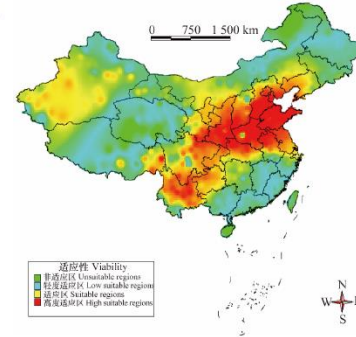 0 750 1 500 km
适应性 Viability
非适应区 Unsuitable regions
轻度适应区 Low suitable regions
适应区 Suitable regions
高度适应区 High suitable regions
N
W E
S